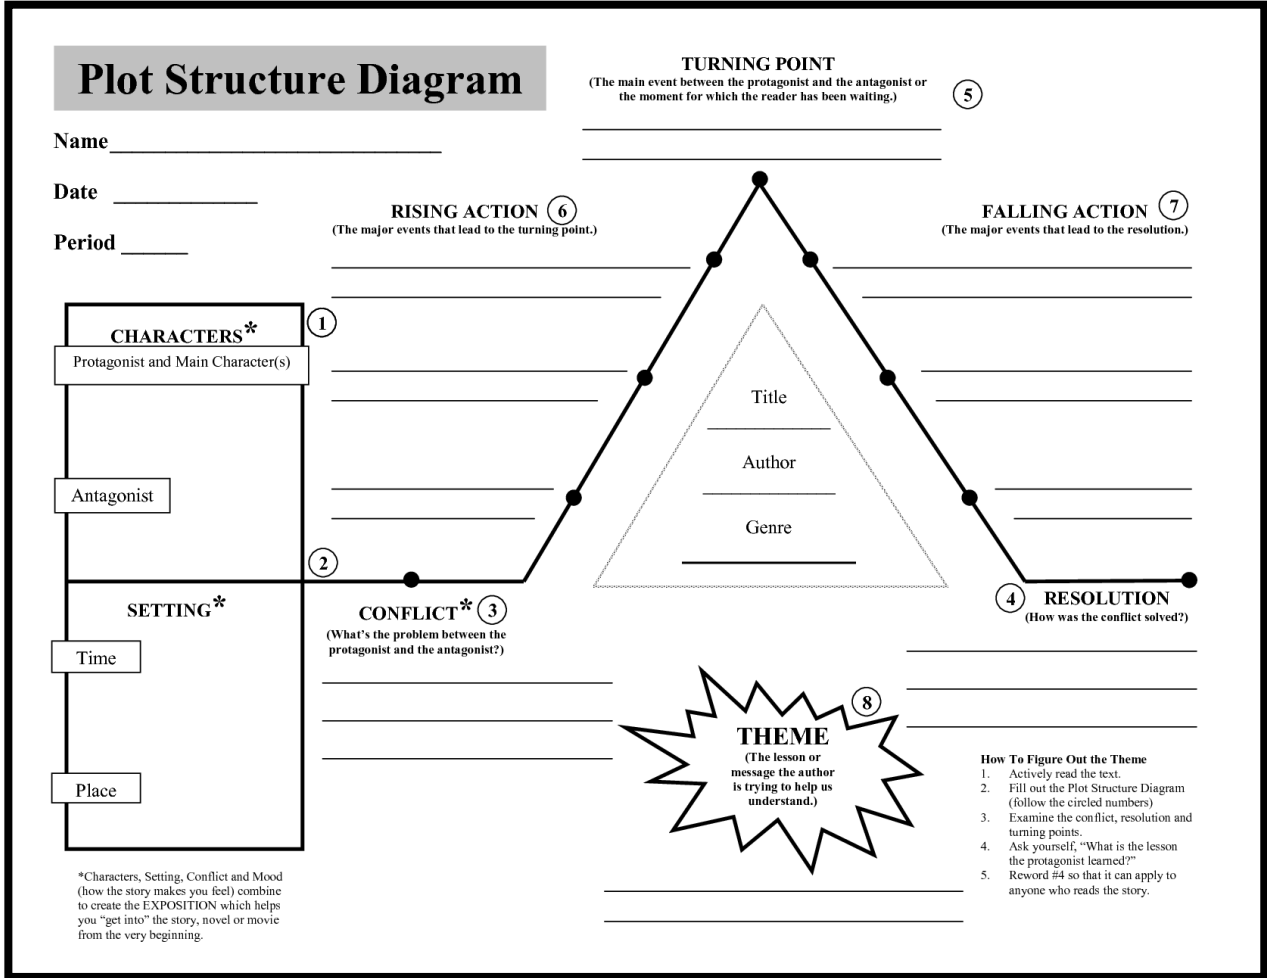 Plot Structure Diagram
Name
Date
Period
TURNING POINT
(The main event between the protagonist and the antagonist or
the moment for which the reader has been waiting.)
5
RISING ACTION 6
(The major events that lead to the turning point.)
FALLING ACTION 7
(The major events that lead to the resolution.)
CHARACTERS*
1
Protagonist and Main Character(s)
Antagonist
Title
Author
Genre
2
SETTING*
Time
Place
CONFLICT* 3
(What's the problem between the
protagonist and the antagonist?)
4 RESOLUTION
(How was the conflict solved?)
8
THEME
(The lesson or
message the author
is trying to help us
understand.)
How To Figure Out the Theme
1. Actively read the text.
2. Fill out the Plot Structure Diagram
(follow the circled numbers)
3. Examine the conflict, resolution and
turning points.
4. Ask yourself, “What is the lesson
the protagonist learned?”
5. Reword #4 so that it can apply to
anyone who reads the story.
*Characters, Setting, Conflict and Mood
(how the story makes you feel) combine
to create the EXPOSITION which helps
you “get into” the story, novel or movie
from the very beginning.